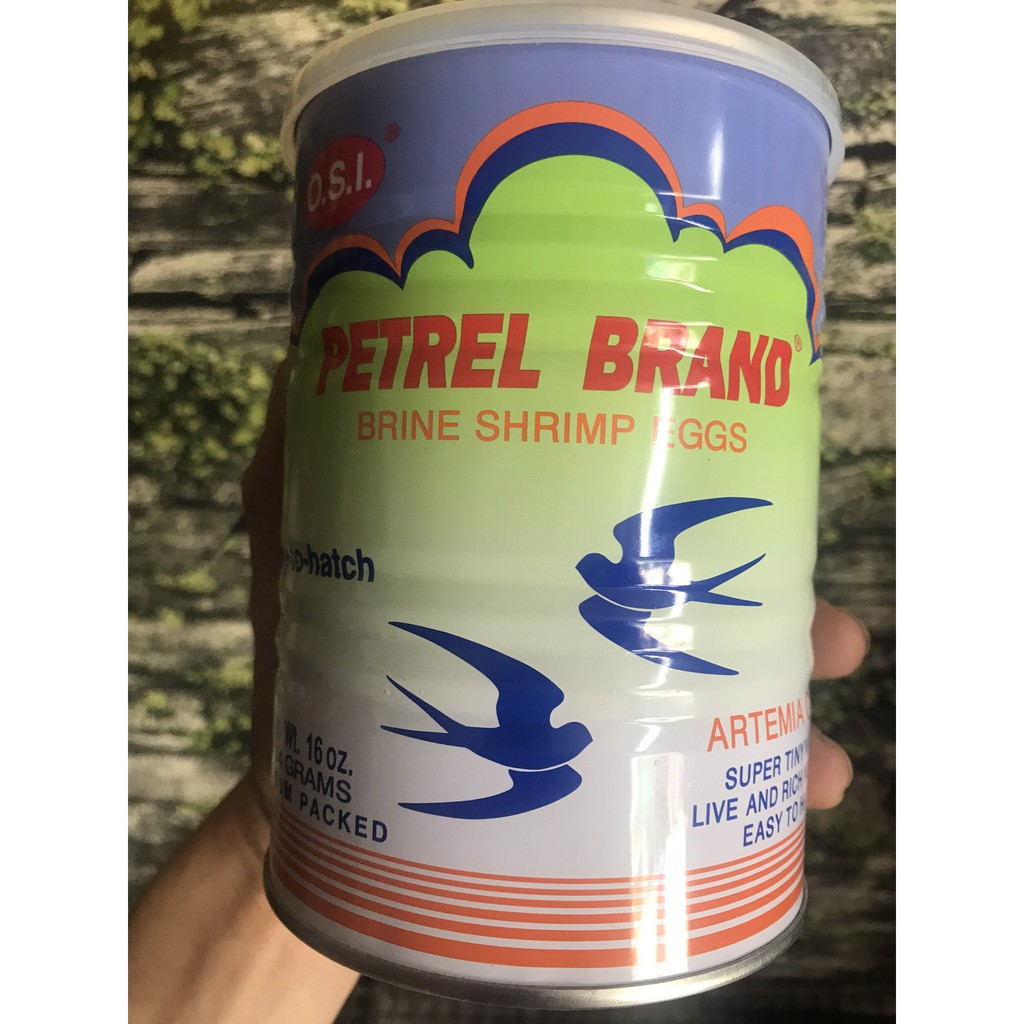 O.S.I. ®
PETREL BRAND®
BRINE SHRIMP EGGS
-to-hatch
Wt. 16 oz.
GRAMS
PACKED
ARTEMIA
SUPER TINY
LIVE AND RICH
EASY TO